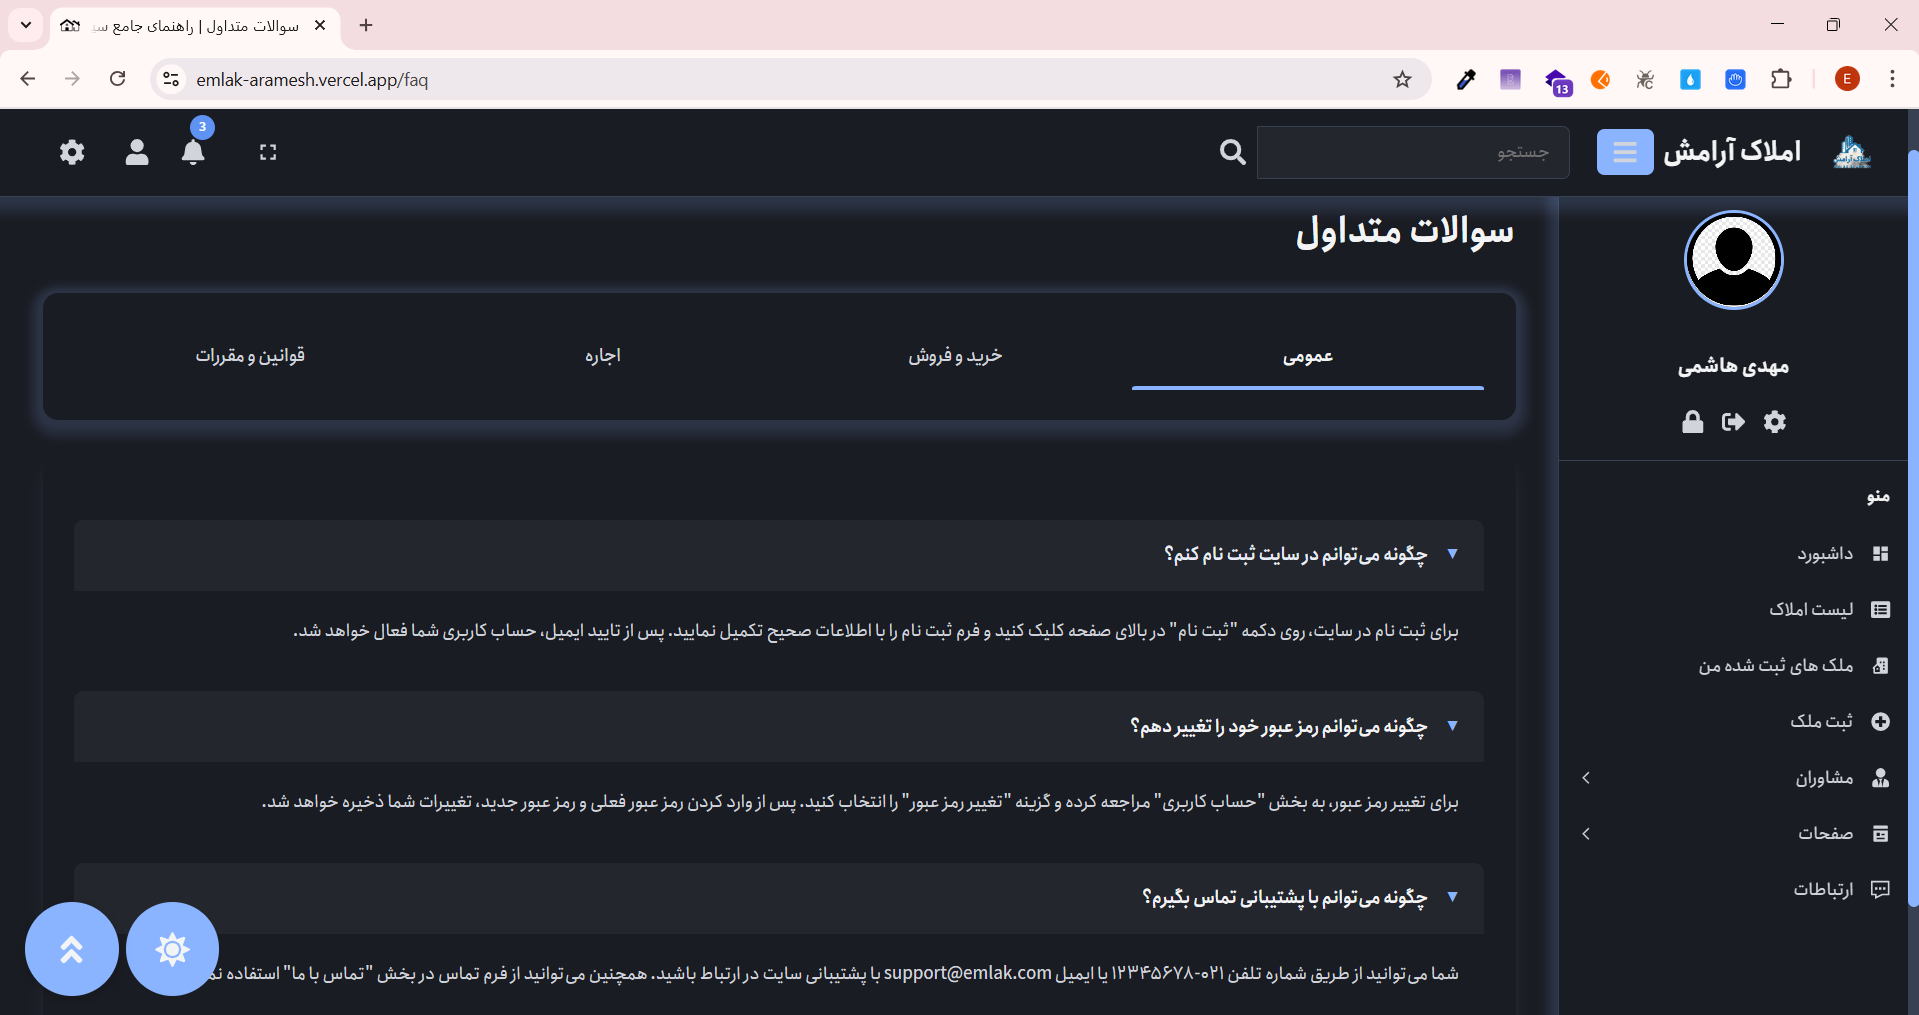 سوالات متداول | راهنمای جامع
emlak-aramesh.vercel.app/faq
13
E
املاک آرامش
جستجو
3
مهدی هاشمی
منو
داشبورد
لیست املاک
ملک های ثبت شده من
ثبت ملک
مشاوران
صفحات
ارتباطات
سوالات متداول
عمومی
خرید و فروش
اجاره
قوانین و مقررات
چگونه می‌توانم در سایت ثبت نام کنم؟
برای ثبت نام در سایت، روی دکمه "ثبت نام" در بالای صفحه کلیک کنید و فرم ثبت نام را با اطلاعات صحیح تکمیل نمایید. پس از تایید ایمیل، حساب کاربری شما فعال خواهد شد.
چگونه می‌توانم رمز عبور خود را تغییر دهم؟
برای تغییر رمز عبور، به بخش "حساب کاربری" مراجعه کرده و گزینه "تغییر رمز عبور" را انتخاب کنید. پس از وارد کردن رمز عبور فعلی و رمز عبور جدید، تغییرات شما ذخیره خواهد شد.
چگونه می‌توانم با پشتیبانی تماس بگیرم؟
شما می‌توانید از طریق شماره تلفن ۰۲۱-۱۲۳۴۵۶۷۸ یا ایمیل support@emlak.com با پشتیبانی سایت در ارتباط باشید. همچنین می‌توانید از فرم تماس در بخش "تماس با ما" استفاده